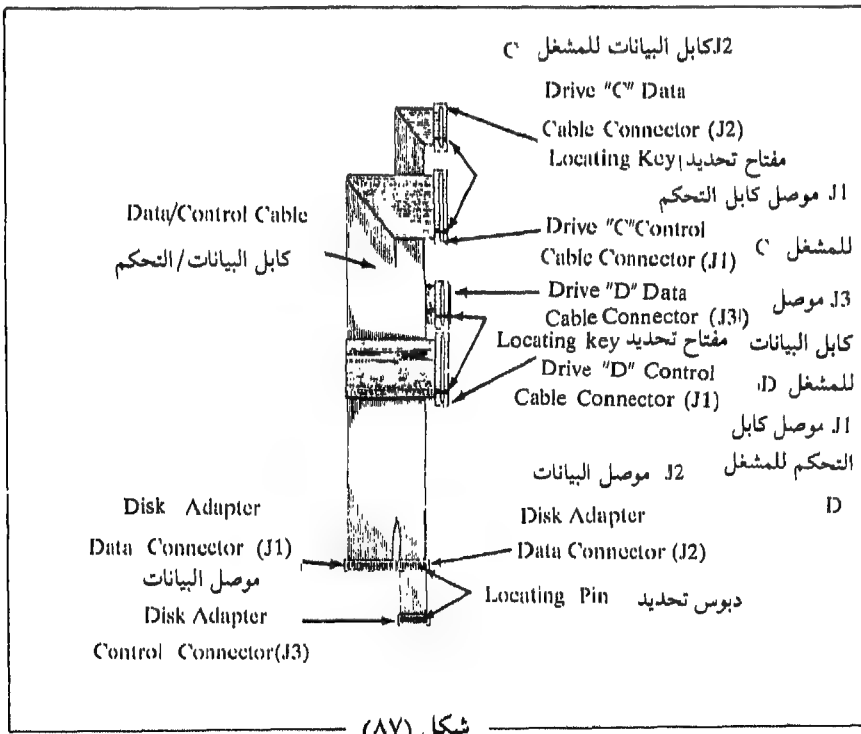 J2 كابل البيانات للمشغل C
Drive "C" Data
Cable Connector (J2)
Locating Key مفتاح تحديد
J1 موصل كابل التحكم
Drive "C"Control
للمشغل C
Cable Connector (J1)
Data/Control Cable
كابل البيانات/التحكم
Drive "D" Data
J3 موصل
Cable Connector (J3)
Locating key مفتاح تحديد
كابل البيانات
Drive "D" Control
للمشغل D
Cable Connector (J1)
J1 موصل كابل
التحكم للمشغل
D
J2 موصل البيانات
Disk Adapter
Data Connector (J1)
موصل البيانات
Disk Adapter
Control Connector(J3)
Disk Adapter
Data Connector (J2)
Locating Pin دبوس تحديد
شكل (٨٧)